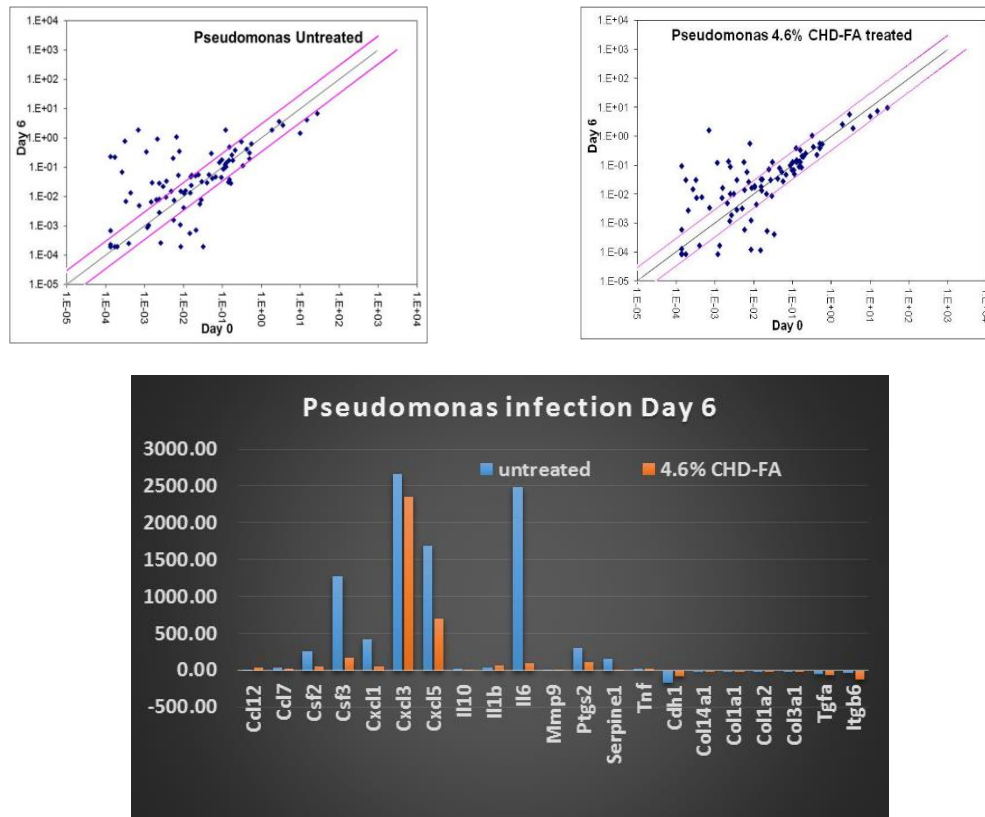 Pseudomonas Untreated
1.E+04
1.E+03
1.E+02
1.E+01
1.E+00
1.E-01
1.E-02
1.E-03
1.E-04
1.E-05
Day 6
1.E-05
1.E-04
1.E-03
1.E-02
1.E-01
1.E+00
1.E+01
1.E+02
1.E+03
1.E+04
Day 0
Pseudomonas 4.6% CHD-FA treated
1.E+04
1.E+03
1.E+02
1.E+01
1.E+00
1.E-01
1.E-02
1.E-03
1.E-04
1.E-05
Day 6
1.E-05
1.E-04
1.E-03
1.E-02
1.E-01
1.E+00
1.E+01
1.E+02
1.E+03
1.E+04
Day 0
Pseudomonas infection Day 6
untreated
4.6% CHD-FA
3000.00
2500.00
2000.00
1500.00
1000.00
500.00
0.00
-500.00
Ccl12
Ccl7
Csf2
Csf3
Cxcl1
Cxcl3
Cxcl5
Il10
Il1b
Il6
Mmp9
Ptgs2
Serpine1
Tnf
Cdh1
Col14a1
Col1a1
Col1a2
Col3a1
Tgfa
Itgb6